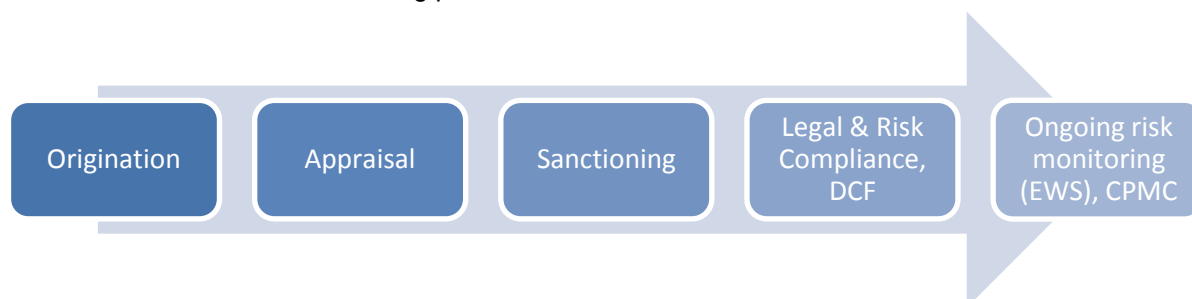 Origination
Appraisal
Sanctioning
Legal & Risk
Compliance,
DCF
Ongoing risk
monitoring
(EWS), CPMC